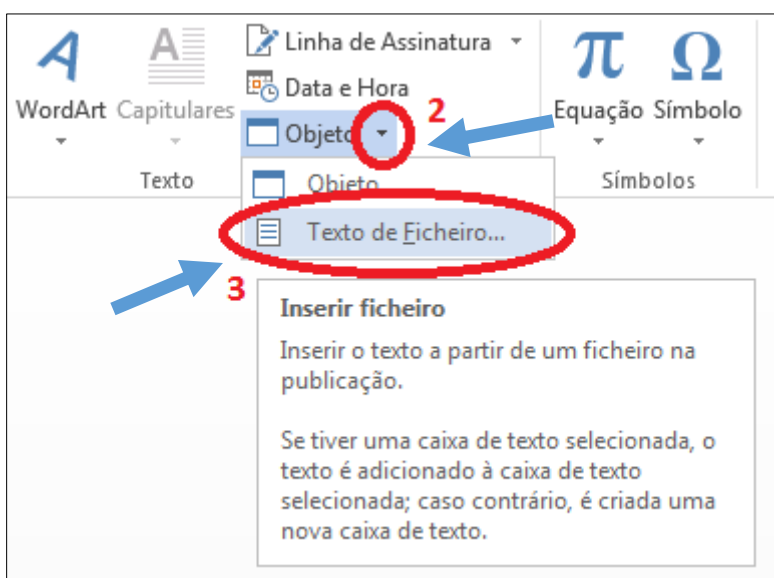 Linha de Assinatura
Data e Hora
WordArt Capitulares
2
Objeto
Equação Símbolo
Texto
Símbolos
Objeto...
Texto de Ficheiro...
3
Inserir ficheiro
Inserir o texto a partir de um ficheiro na
publicação.
Se tiver uma caixa de texto selecionada, o
texto é adicionado à caixa de texto
selecionada; caso contrário, é criada uma
nova caixa de texto.